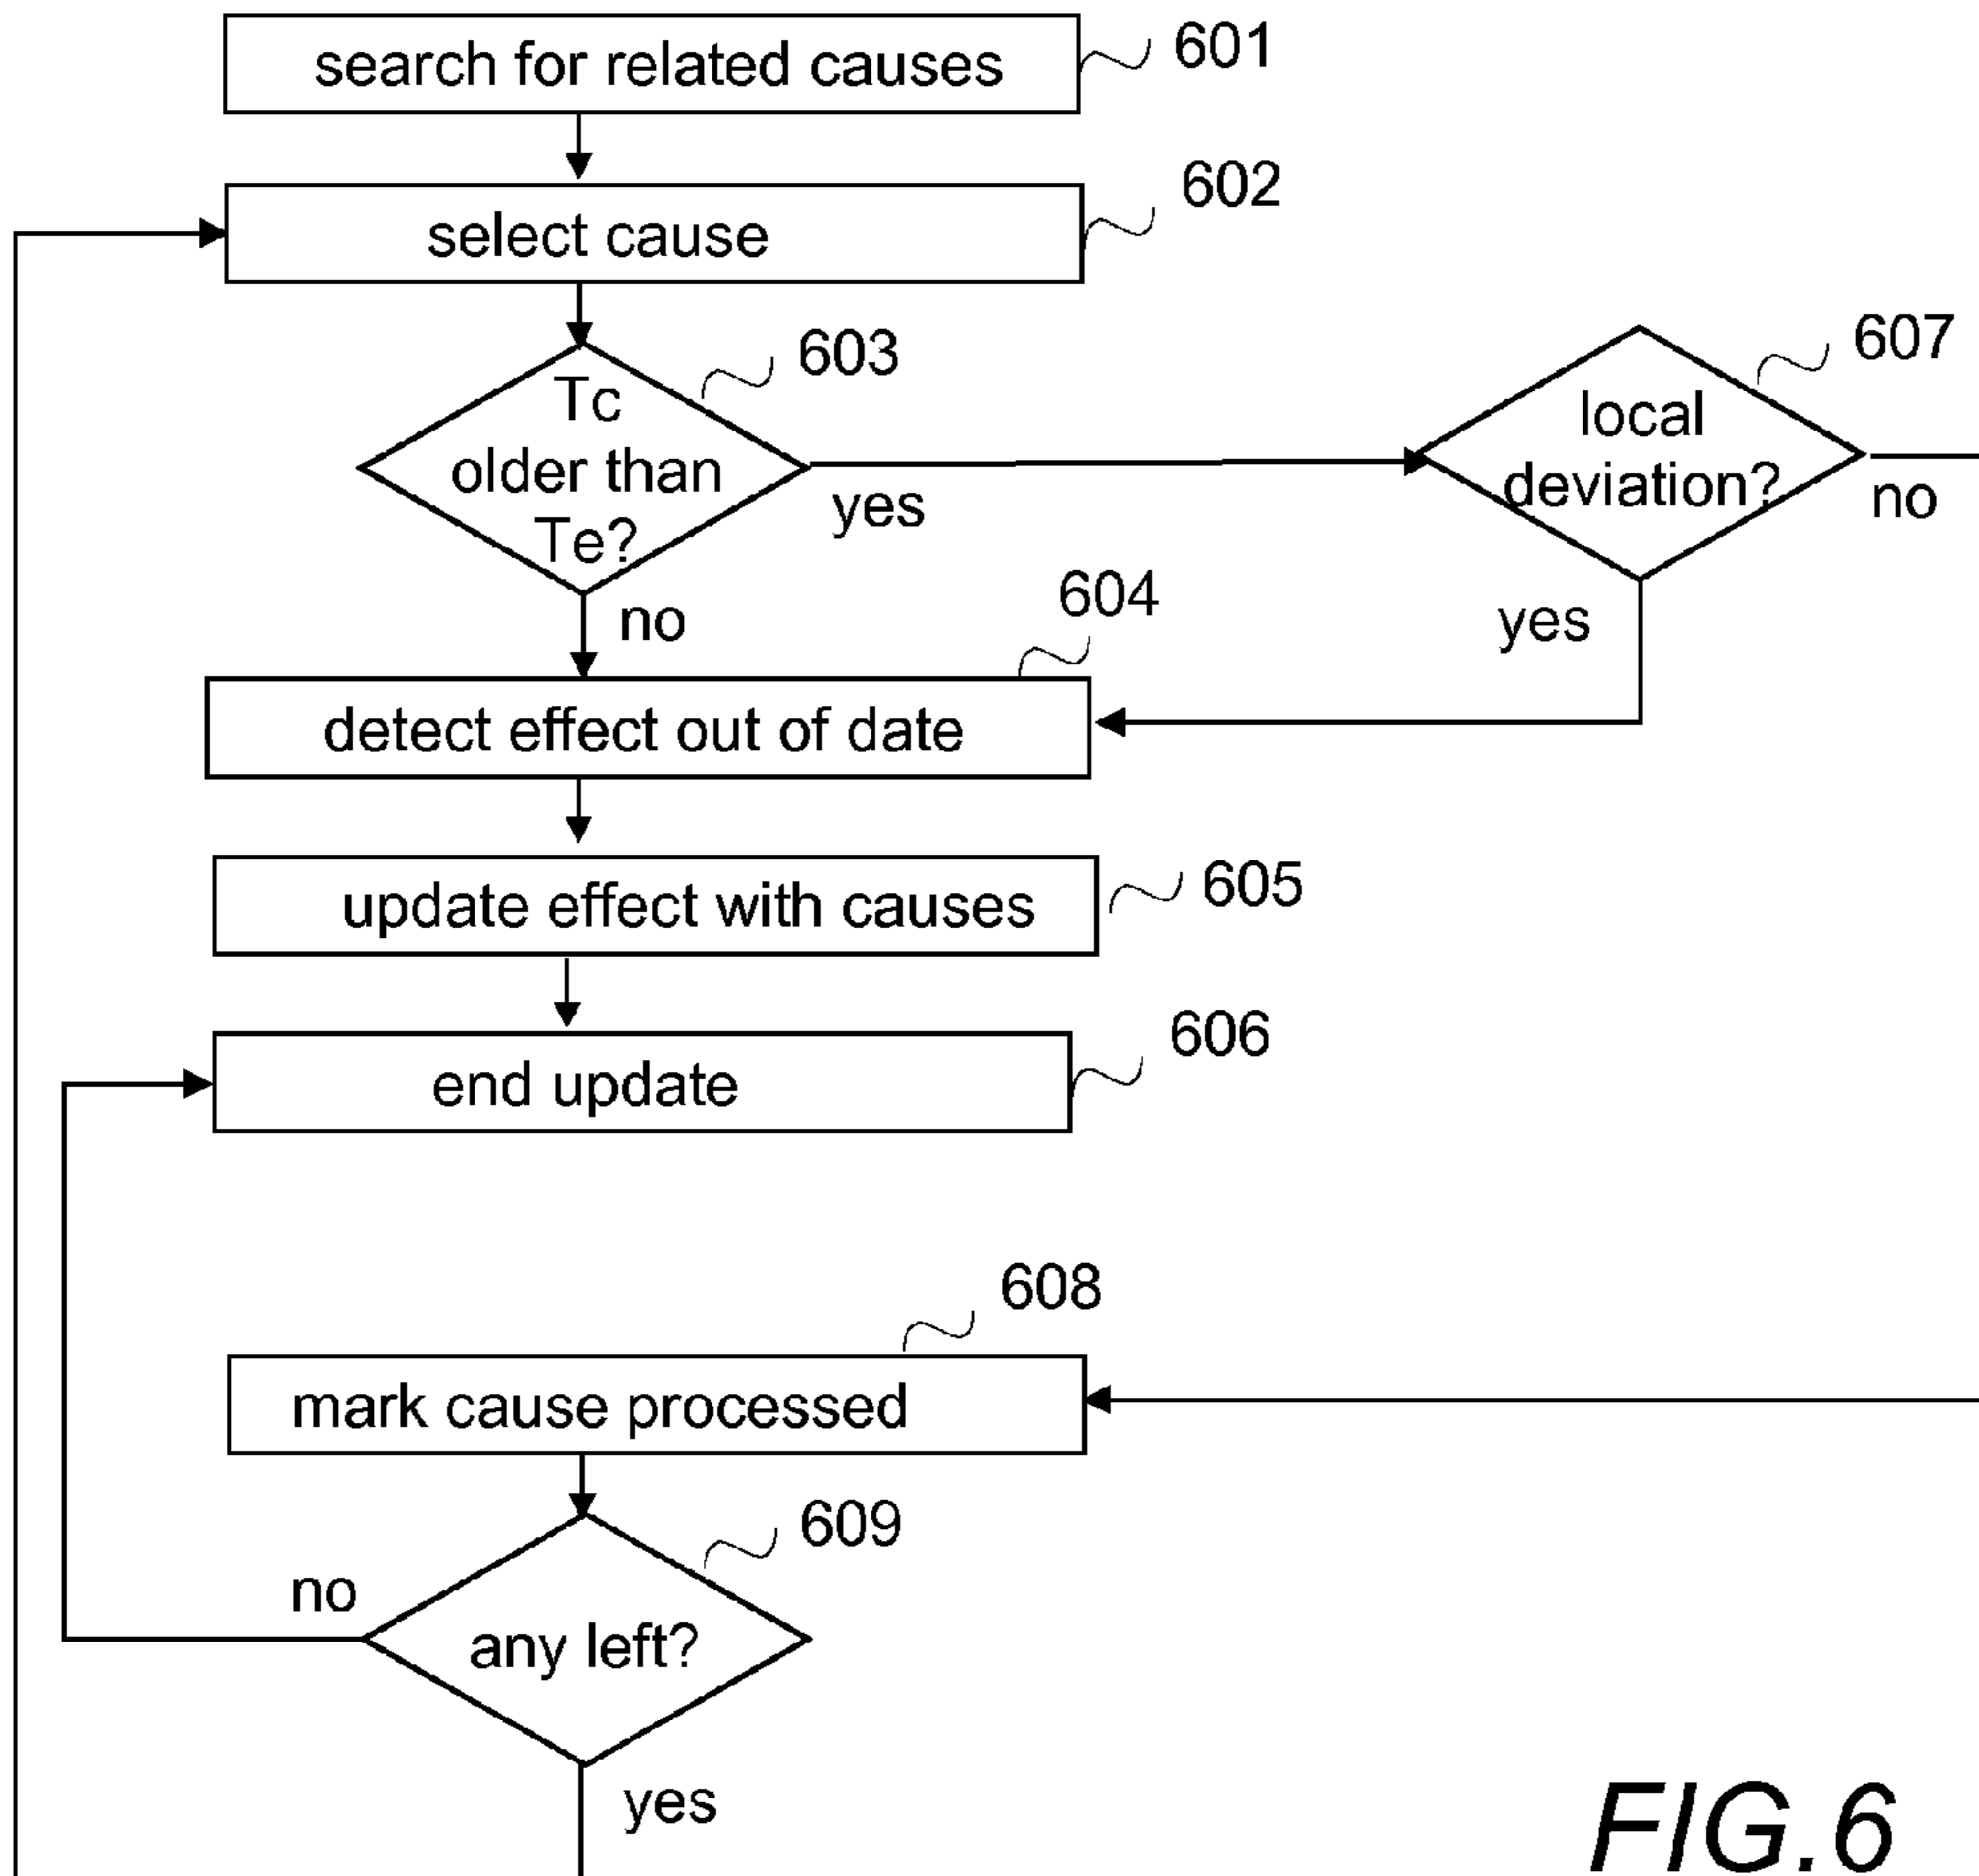 search for related causes
601
select cause
602
Tc
older than
Te?
603
yes
no
local
deviation?
607
no
yes
604
detect effect out of date
update effect with causes
605
end update
606
608
mark cause processed
609
any left?
no
yes
FIG.6